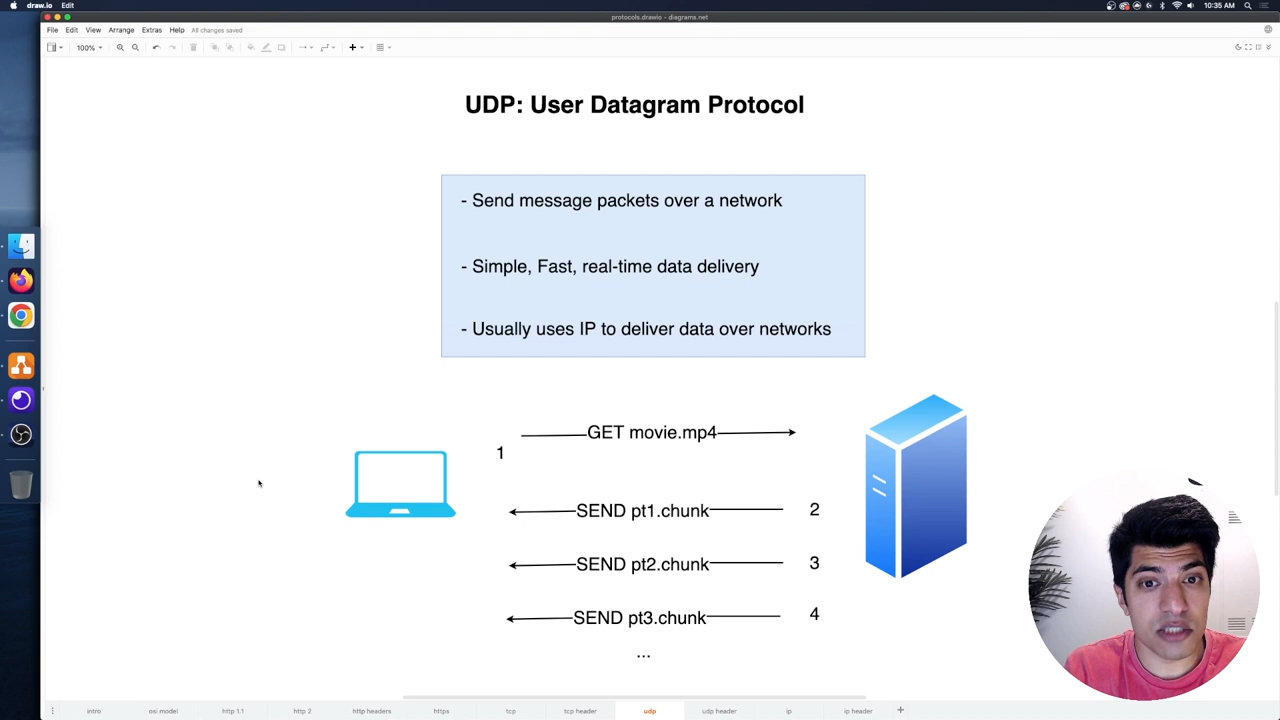 draw.io Edit 10:35 AM
protocols.drawio - diagrams.net
File Edit View Arrange Extras Help All changes saved
100%
UDP: User Datagram Protocol
- Send message packets over a network
- Simple, Fast, real-time data delivery
- Usually uses IP to deliver data over networks
GET movie.mp4
1
SEND pt1.chunk 2
SEND pt2.chunk 3
SEND pt3.chunk 4
...
intro osi model http 1.1 http 2 http headers https tcp tcp header udp udp header ip ip header